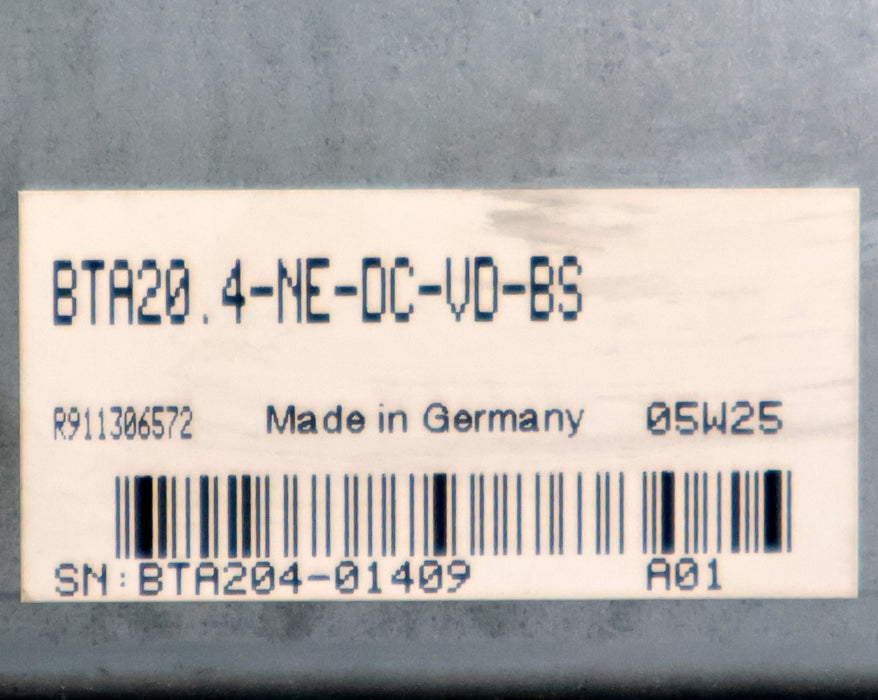 BTA20.4-NE-DC-VD-BS
R911306572 Made in Germany 05W25
SN:BTA204-01409 A01